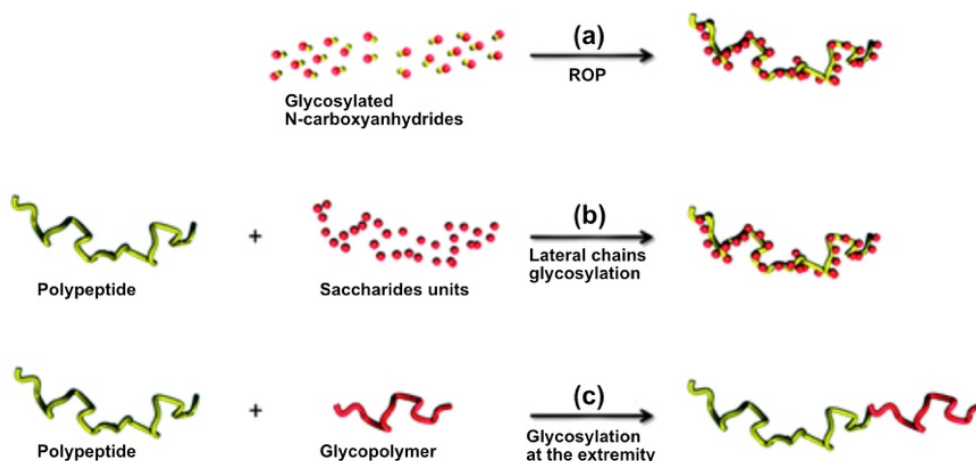 (a)
ROP
Glycosylated
N-carboxyanhydrides
+
(b)
Lateral chains
glycosylation
Polypeptide
Saccharides units
+
(c)
Glycosylation
at the extremity
Polypeptide
Glycopolymer